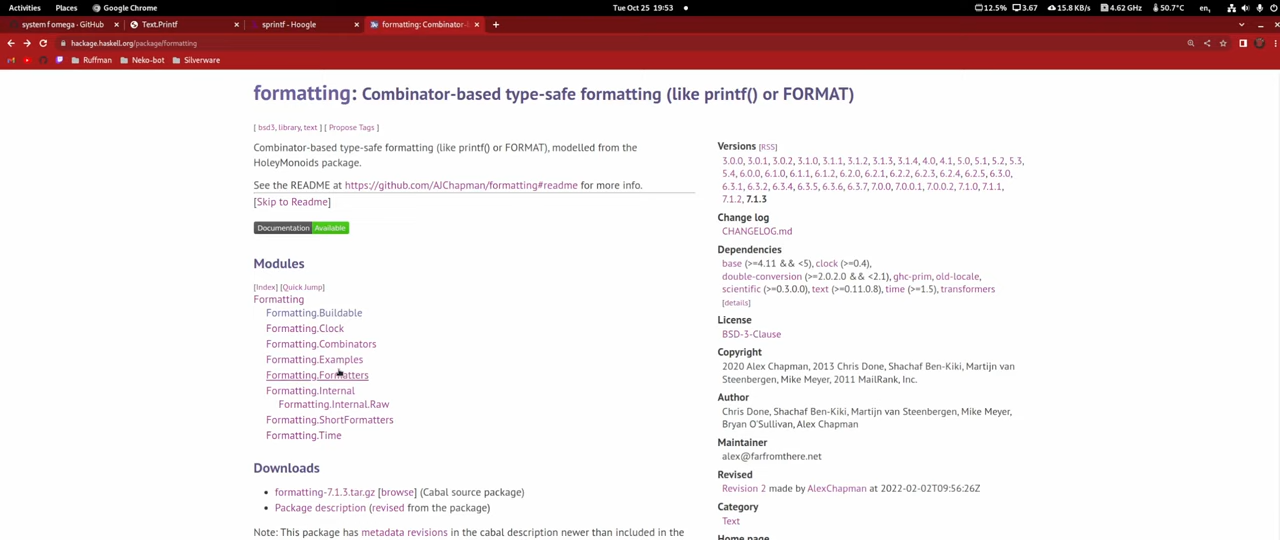 Activities Places Google Chrome Tue Oct 25 19:53 12.5% 3.67 15.8 KB/s 4.62 GHz 50.7°C en
system f omega · GitHub × Text.Printf × sprintf - Hoogle × formatting: Combinator- × +
hackage.haskell.org/package/formatting
Ruffman Neko-bot Silverware
formatting: Combinator-based type-safe formatting (like printf() or FORMAT)
[ bsd3, library, text ] [ Propose Tags ]
Combinator-based type-safe formatting (like printf() or FORMAT), modelled from the
HoleyMonoids package.
See the README at https://github.com/AJChapman/formatting#readme for more info.
[Skip to Readme]
Documentation Available
Modules
[Index] [Quick Jump]
Formatting
Formatting.Buildable
Formatting.Clock
Formatting.Combinators
Formatting.Examples
Formatting.Formatters
Formatting.Internal
Formatting.Internal.Raw
Formatting.ShortFormatters
Formatting.Time
Downloads
• formatting-7.1.3.tar.gz [browse] (Cabal source package)
• Package description (revised from the package)
Note: This package has metadata revisions in the cabal description newer than included in the
Versions [RSS]
3.0.0, 3.0.1, 3.0.2, 3.1.0, 3.1.1, 3.1.2, 3.1.3, 3.1.4, 4.0, 4.1, 5.0, 5.1, 5.2, 5.3,
5.4, 6.0.0, 6.1.0, 6.1.1, 6.1.2, 6.2.0, 6.2.1, 6.2.2, 6.2.3, 6.2.4, 6.2.5, 6.3.0,
6.3.1, 6.3.2, 6.3.4, 6.3.5, 6.3.6, 6.3.7, 7.0.0, 7.0.0.1, 7.0.0.2, 7.1.0, 7.1.1,
7.1.2, 7.1.3
Change log
CHANGELOG.md
Dependencies
base (>=4.11 && <5), clock (>=0.4),
double-conversion (>=2.0.2.0 && <2.1), ghc-prim, old-locale,
scientific (>=0.3.0.0), text (>=0.11.0.8), time (>=1.5), transformers
[details]
License
BSD-3-Clause
Copyright
2020 Alex Chapman, 2013 Chris Done, Shachaf Ben-Kiki, Martijn van
Steenbergen, Mike Meyer, 2011 MailRank, Inc.
Author
Chris Done, Shachaf Ben-Kiki, Martijn van Steenbergen, Mike Meyer,
Bryan O'Sullivan, Alex Chapman
Maintainer
alex@farfromthere.net
Revised
Revision 2 made by AlexChapman at 2022-02-02T09:56:26Z
Category
Text
Home page